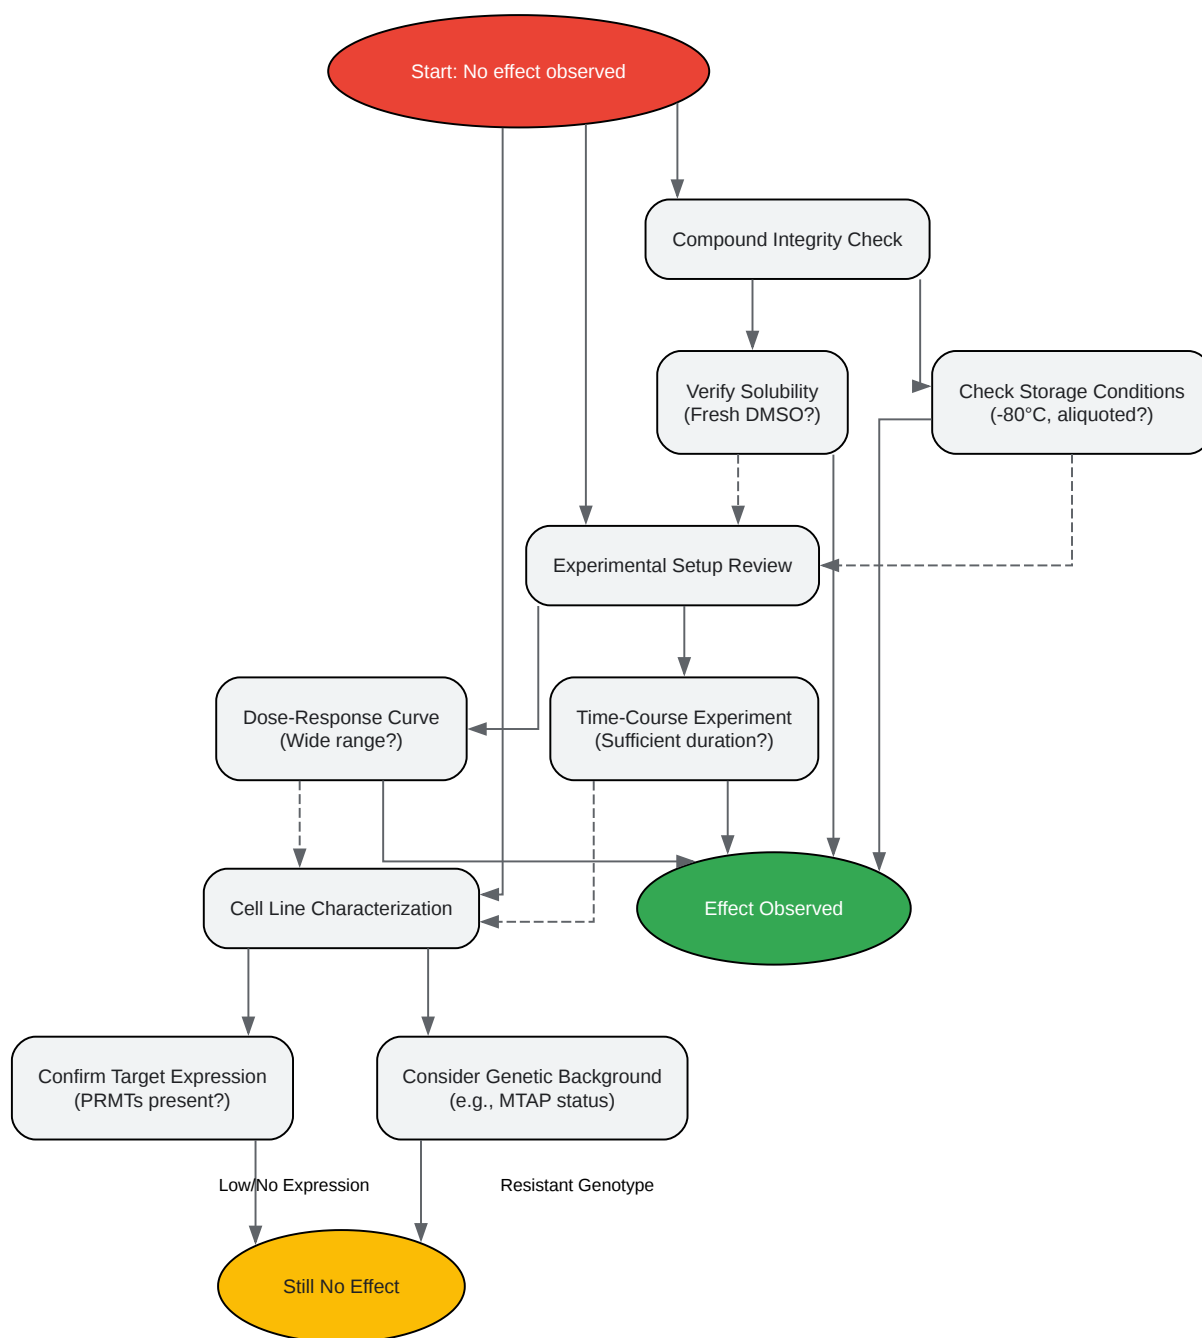 Start: No effect observed
Compound Integrity Check
Verify Solubility
(Fresh DMSO?)
Check Storage Conditions
(-80°C, aliquoted?)
Experimental Setup Review
Dose-Response Curve
(Wide range?)
Time-Course Experiment
(Sufficient duration?)
Cell Line Characterization
Effect Observed
Confirm Target Expression
(PRMTs present?)
Consider Genetic Background
(e.g., MTAP status)
Low/No Expression
Resistant Genotype
Still No Effect